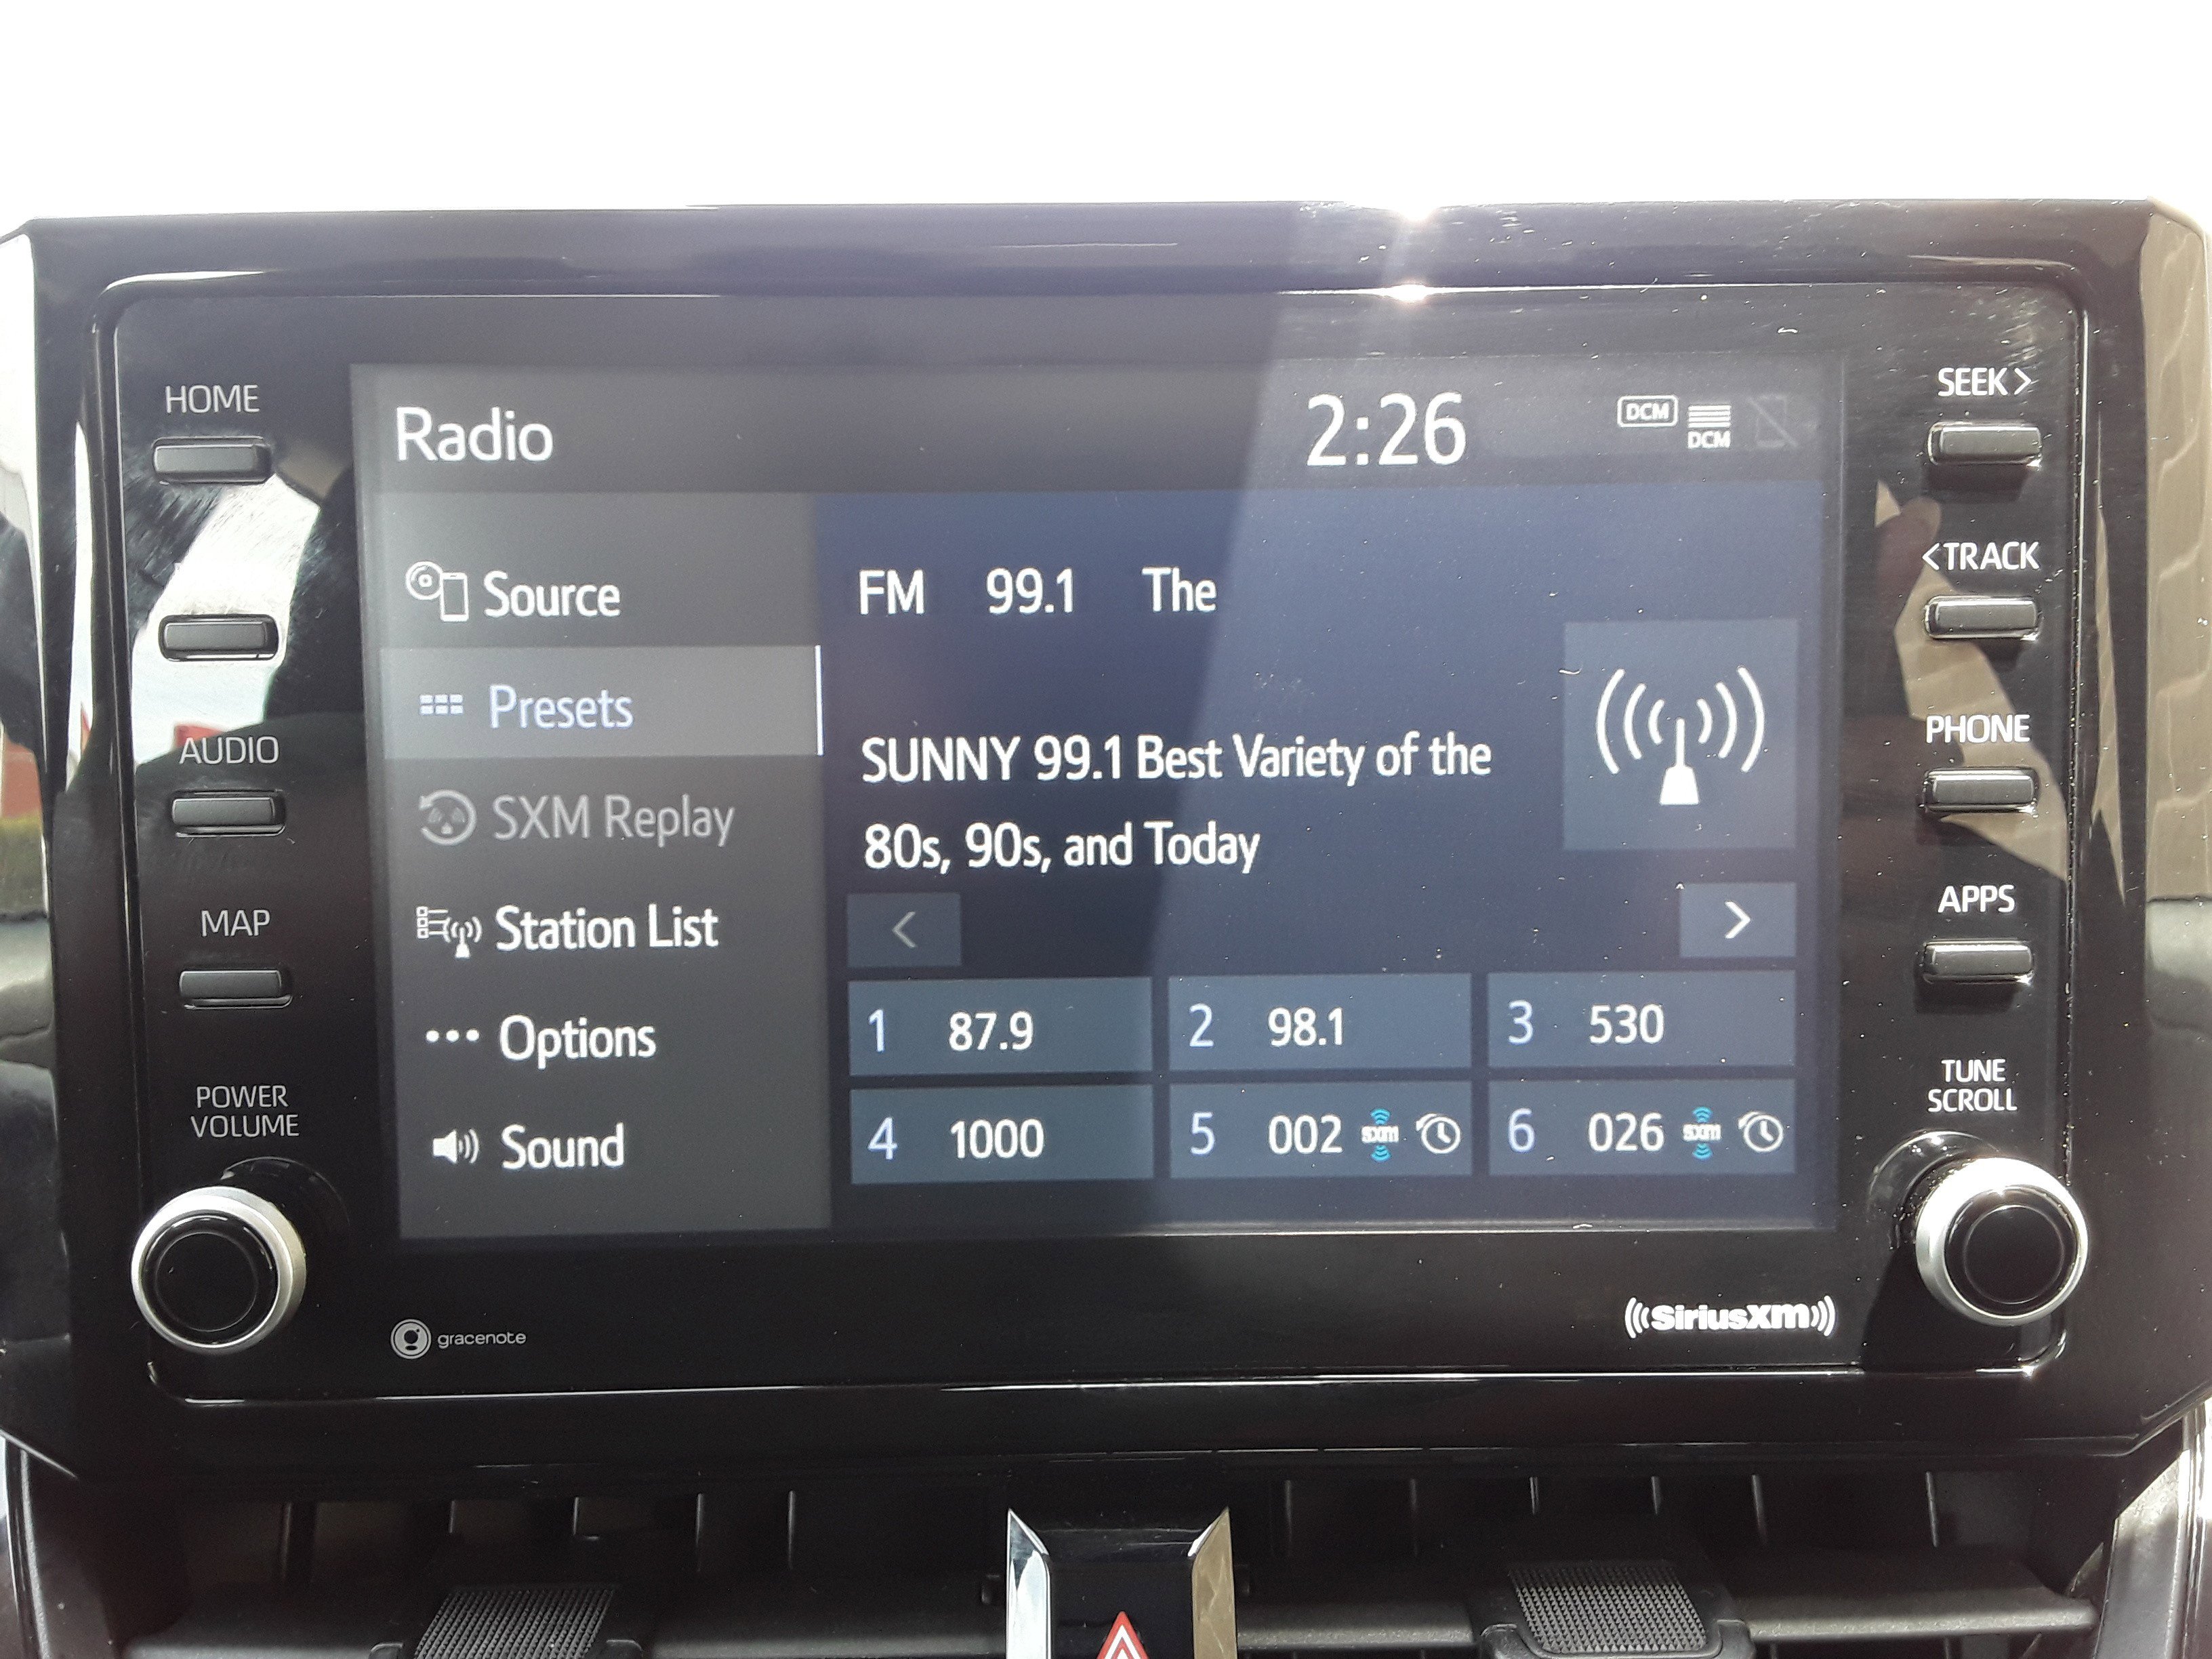 HOME
AUDIO
MAP
POWER
VOLUME
Radio
2:26
DCM
DCM
Source
Presets
SXM Replay
Station List
Options
Sound
FM 99.1 The
SUNNY 99.1 Best Variety of the
80s, 90s, and Today
<
>
1 87.9
2 98.1
3 530
4 1000
5 002 sxm
6 026 sxm
SEEK>
<TRACK
PHONE
APPS
TUNE
SCROLL
gracenote
SiriusXM